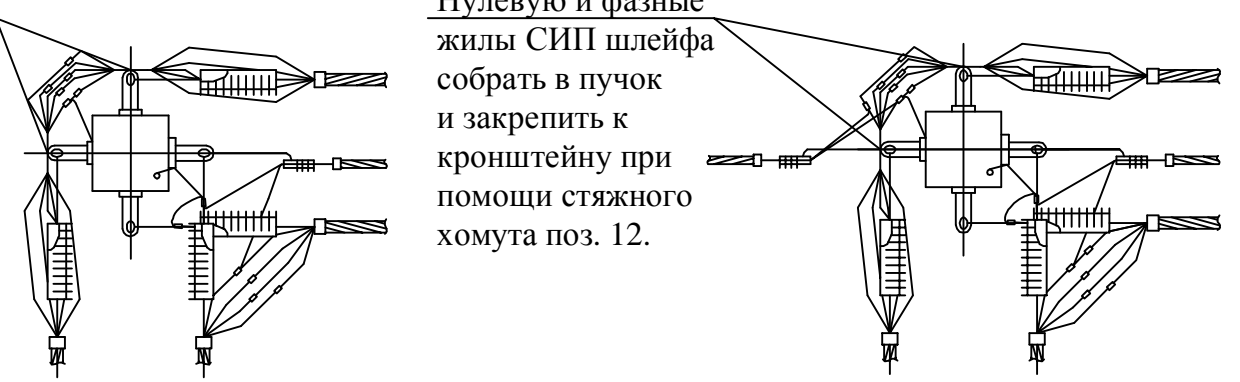 Нулевую и фазные
жилы СИП шлейфа
собрать в пучок
и закрепить к
кронштейну при
помощи стяжного
хомута поз. 12.